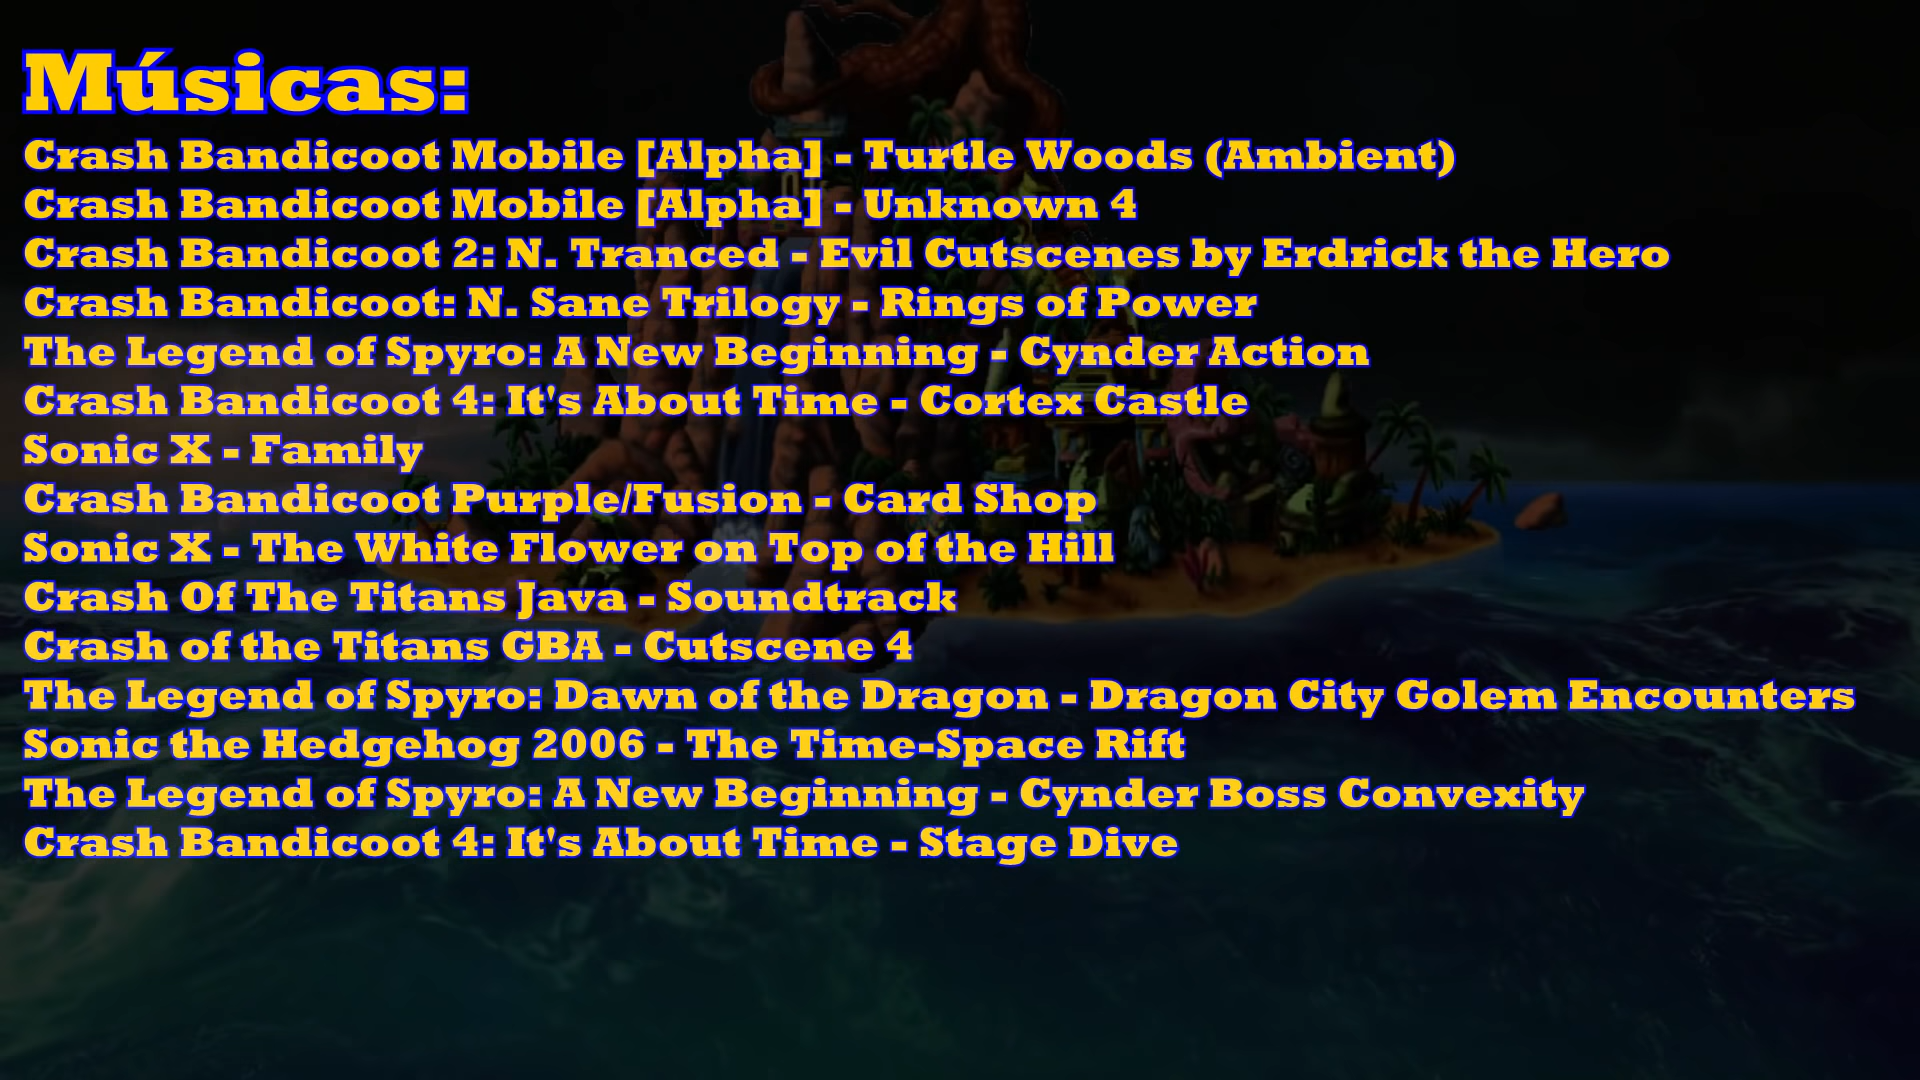 Músicas:
Crash Bandicoot Mobile [Alpha] - Turtle Woods (Ambient)
Crash Bandicoot Mobile [Alpha] - Unknown 4
Crash Bandicoot 2: N. Tranced - Evil Cutscenes by Erdrick the Hero
Crash Bandicoot: N. Sane Trilogy - Rings of Power
The Legend of Spyro: A New Beginning - Cynder Action
Crash Bandicoot 4: It's About Time - Cortex Castle
Sonic X - Family
Crash Bandicoot Purple/Fusion - Card Shop
Sonic X - The White Flower on Top of the Hill
Crash Of The Titans Java - Soundtrack
Crash of the Titans GBA - Cutscene 4
The Legend of Spyro: Dawn of the Dragon - Dragon City Golem Encounters
Sonic the Hedgehog 2006 - The Time-Space Rift
The Legend of Spyro: A New Beginning - Cynder Boss Convexity
Crash Bandicoot 4: It's About Time - Stage Dive